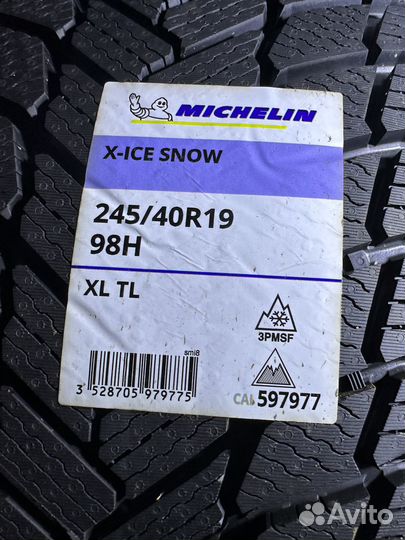 MICHELIN
X-ICE SNOW
245/40R19
98H
XL TL
3PMSF
smi8
3 528705 979775
CAI 597977
Avito